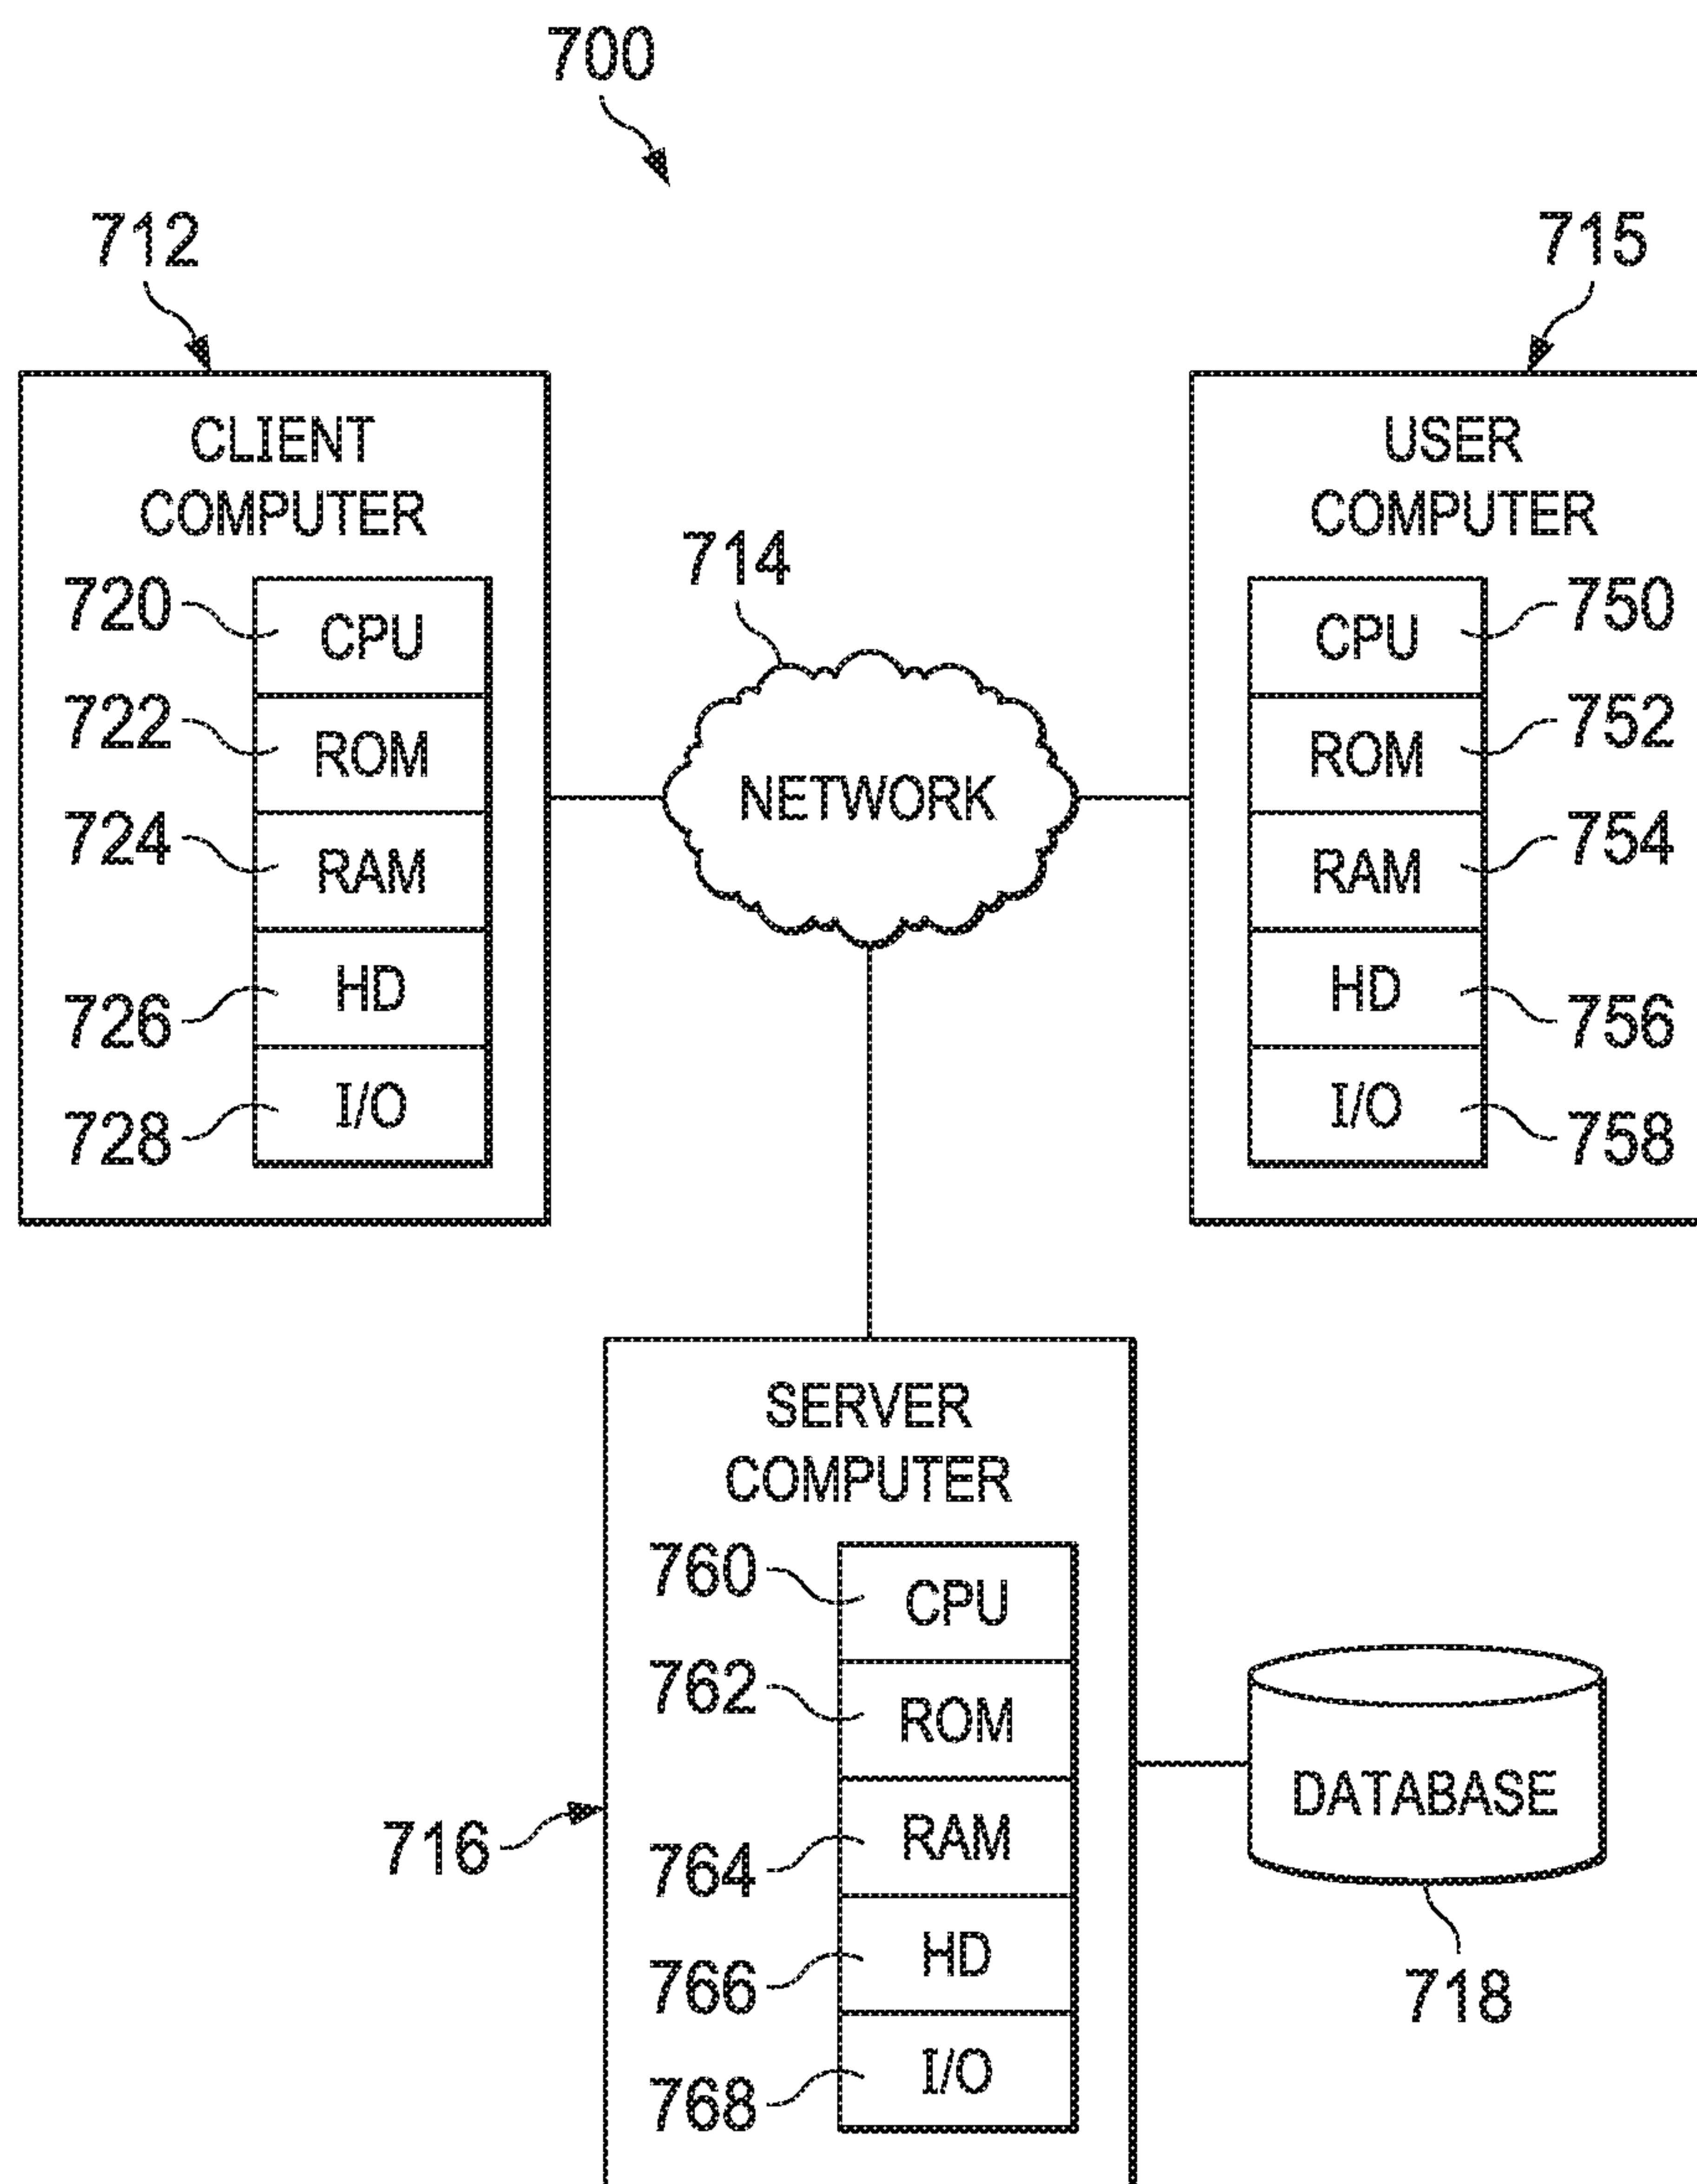 700
712
715
CLIENT
COMPUTER
USER
COMPUTER
714
720
CPU
722
ROM
724
RAM
726
HD
728
I/O
NETWORK
CPU
750
ROM
752
RAM
754
HD
756
I/O
758
SERVER
COMPUTER
760
CPU
762
ROM
764
RAM
766
HD
768
I/O
716
DATABASE
718